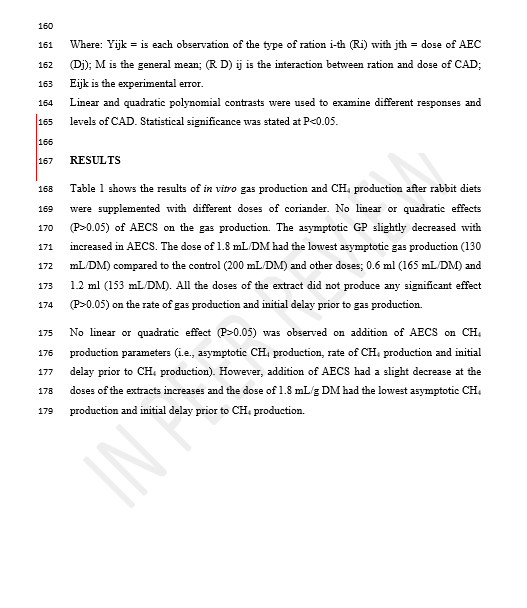 160
161 Where: Yijk = is each observation of the type of ration i-th (Ri) with jth = dose of AEC
162 (Dj); M is the general mean; (R D) ij is the interaction between ration and dose of CAD;
163 Eijk is the experimental error.
164 Linear and quadratic polynomial contrasts were used to examine different responses and
165 levels of CAD. Statistical significance was stated at P<0.05.
166
167 RESULTS
168 Table 1 shows the results of in vitro gas production and CH₄ production after rabbit diets
169 were supplemented with different doses of coriander. No linear or quadratic effects
170 (P>0.05) of AECS on the gas production. The asymptotic GP slightly decreased with
171 increased in AECS. The dose of 1.8 mL/DM had the lowest asymptotic gas production (130
172 mL/DM) compared to the control (200 mL/DM) and other doses; 0.6 ml (165 mL/DM) and
173 1.2 ml (153 mL/DM). All the doses of the extract did not produce any significant effect
174 (P>0.05) on the rate of gas production and initial delay prior to gas production.
175 No linear or quadratic effect (P>0.05) was observed on addition of AECS on CH₄
176 production parameters (i.e., asymptotic CH₄ production, rate of CH₄ production and initial
177 delay prior to CH₄ production). However, addition of AECS had a slight decrease at the
178 doses of the extracts increases and the dose of 1.8 mL/g DM had the lowest asymptotic CH₄
179 production and initial delay prior to CH₄ production.
IN PEER REVIEW